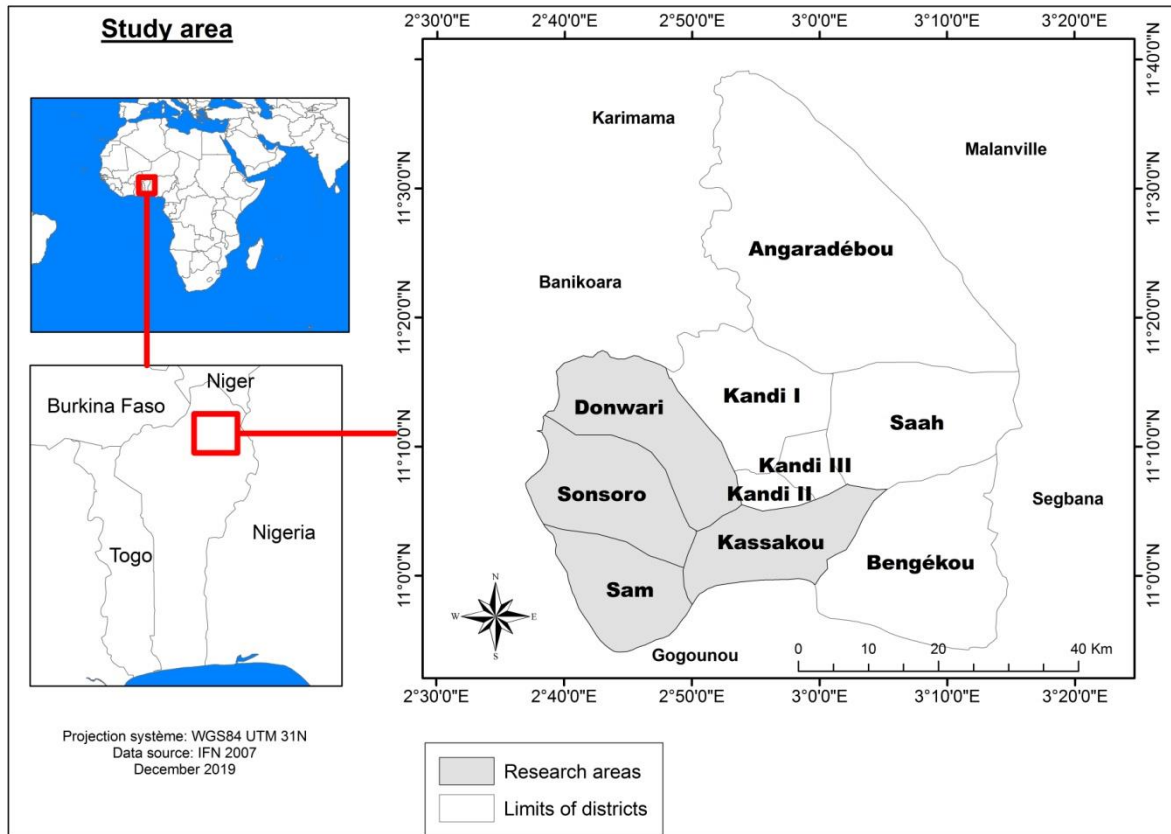 Study area
Burkina Faso
Niger
Togo
Nigeria
Projection système: WGS84 UTM 31N
Data source: IFN 2007
December 2019
2°30'0"E 2°40'0"E 2°50'0"E 3°0'0"E 3°10'0"E 3°20'0"E
11°40'0"N
11°30'0"N
11°20'0"N
11°10'0"N
11°0'0"N
11°40'0"N
11°30'0"N
11°20'0"N
11°10'0"N
11°0'0"N
Karimama
Malanville
Angaradébou
Banikoara
Kandi I
Donwari
Saah
Kandi III
Sonsoro
Kandi II
Segbana
Kassakou
Bengékou
Sam
N
W E
S
Gogounou
0 10 20 40 Km
2°30'0"E 2°40'0"E 2°50'0"E 3°0'0"E 3°10'0"E 3°20'0"E
Research areas
Limits of districts